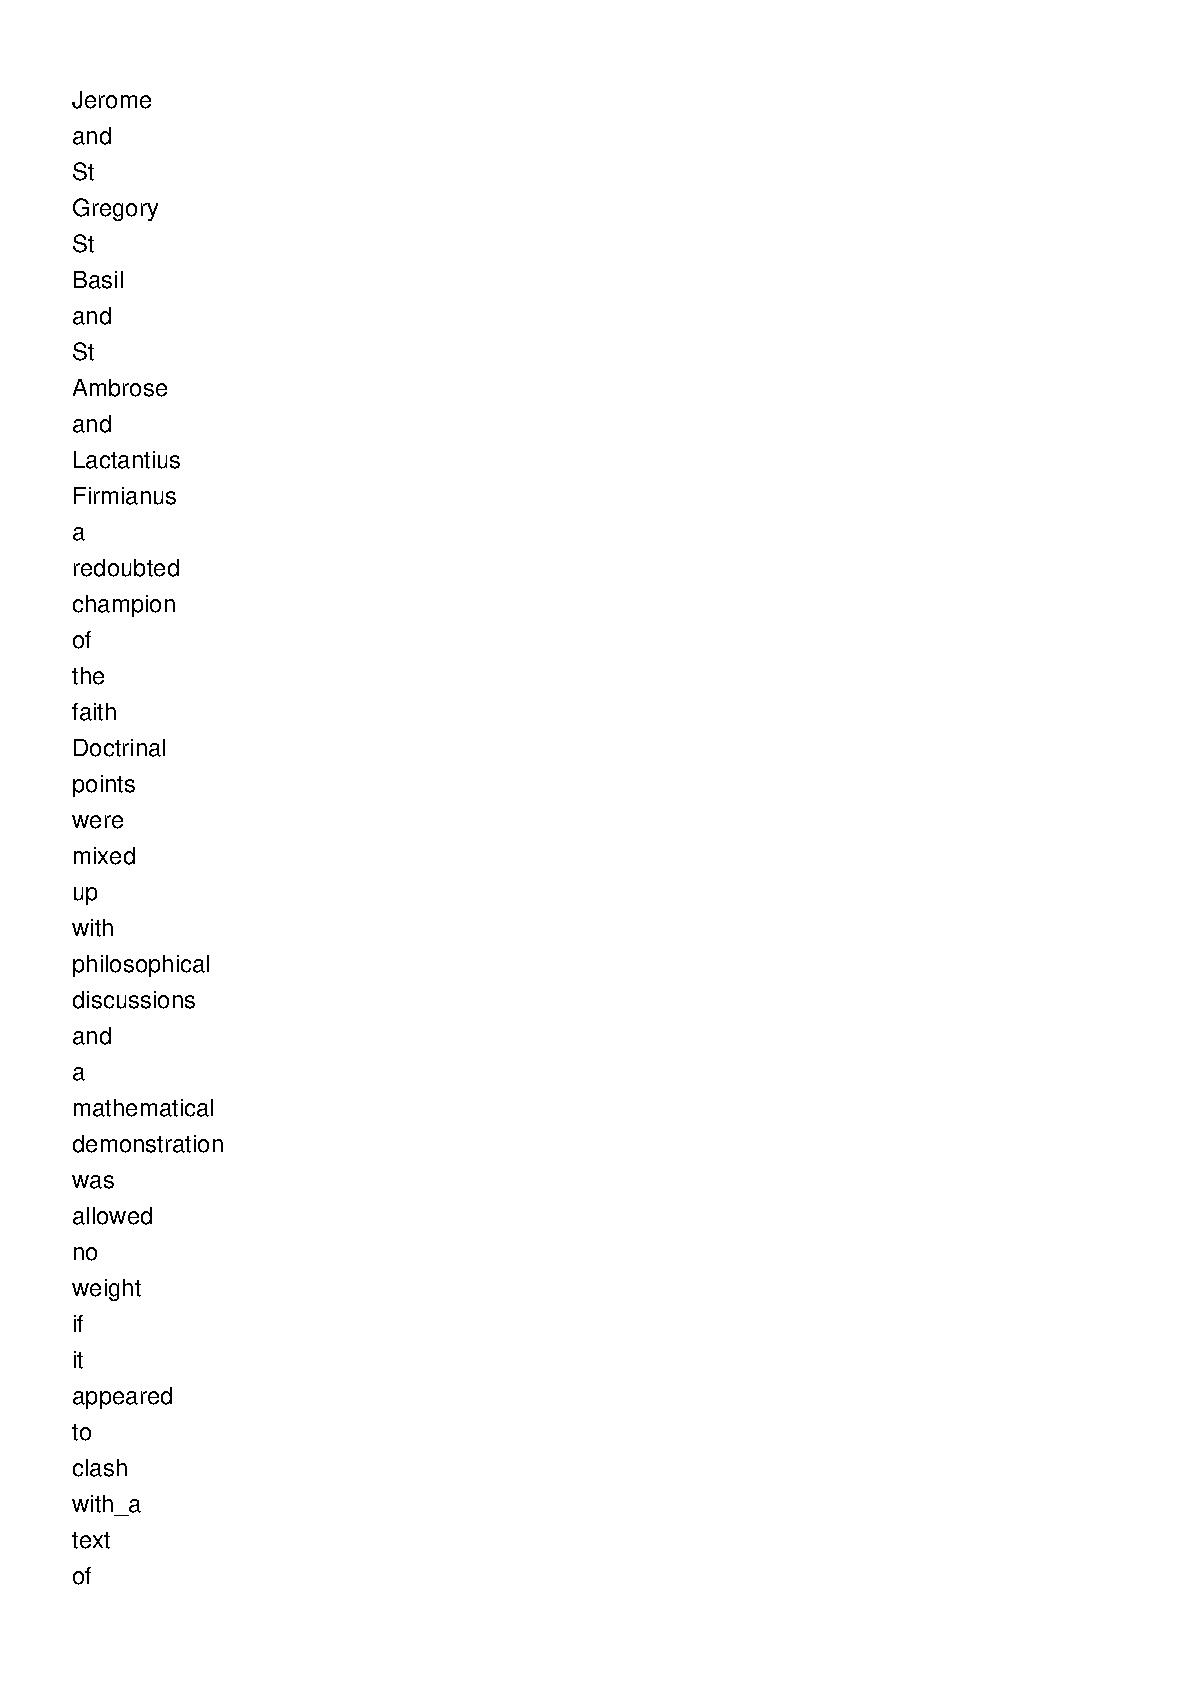 Jerome
and
St
Gregory
St
Basil
and
St
Ambrose
and
Lactantius
Firmianus
a
redoubted
champion
of
the
faith
Doctrinal
points
were
mixed
up
with
philosophical
discussions
and
a
mathematical
demonstration
was
allowed
no
weight
if
it
appeared
to
clash
with_a
text
of